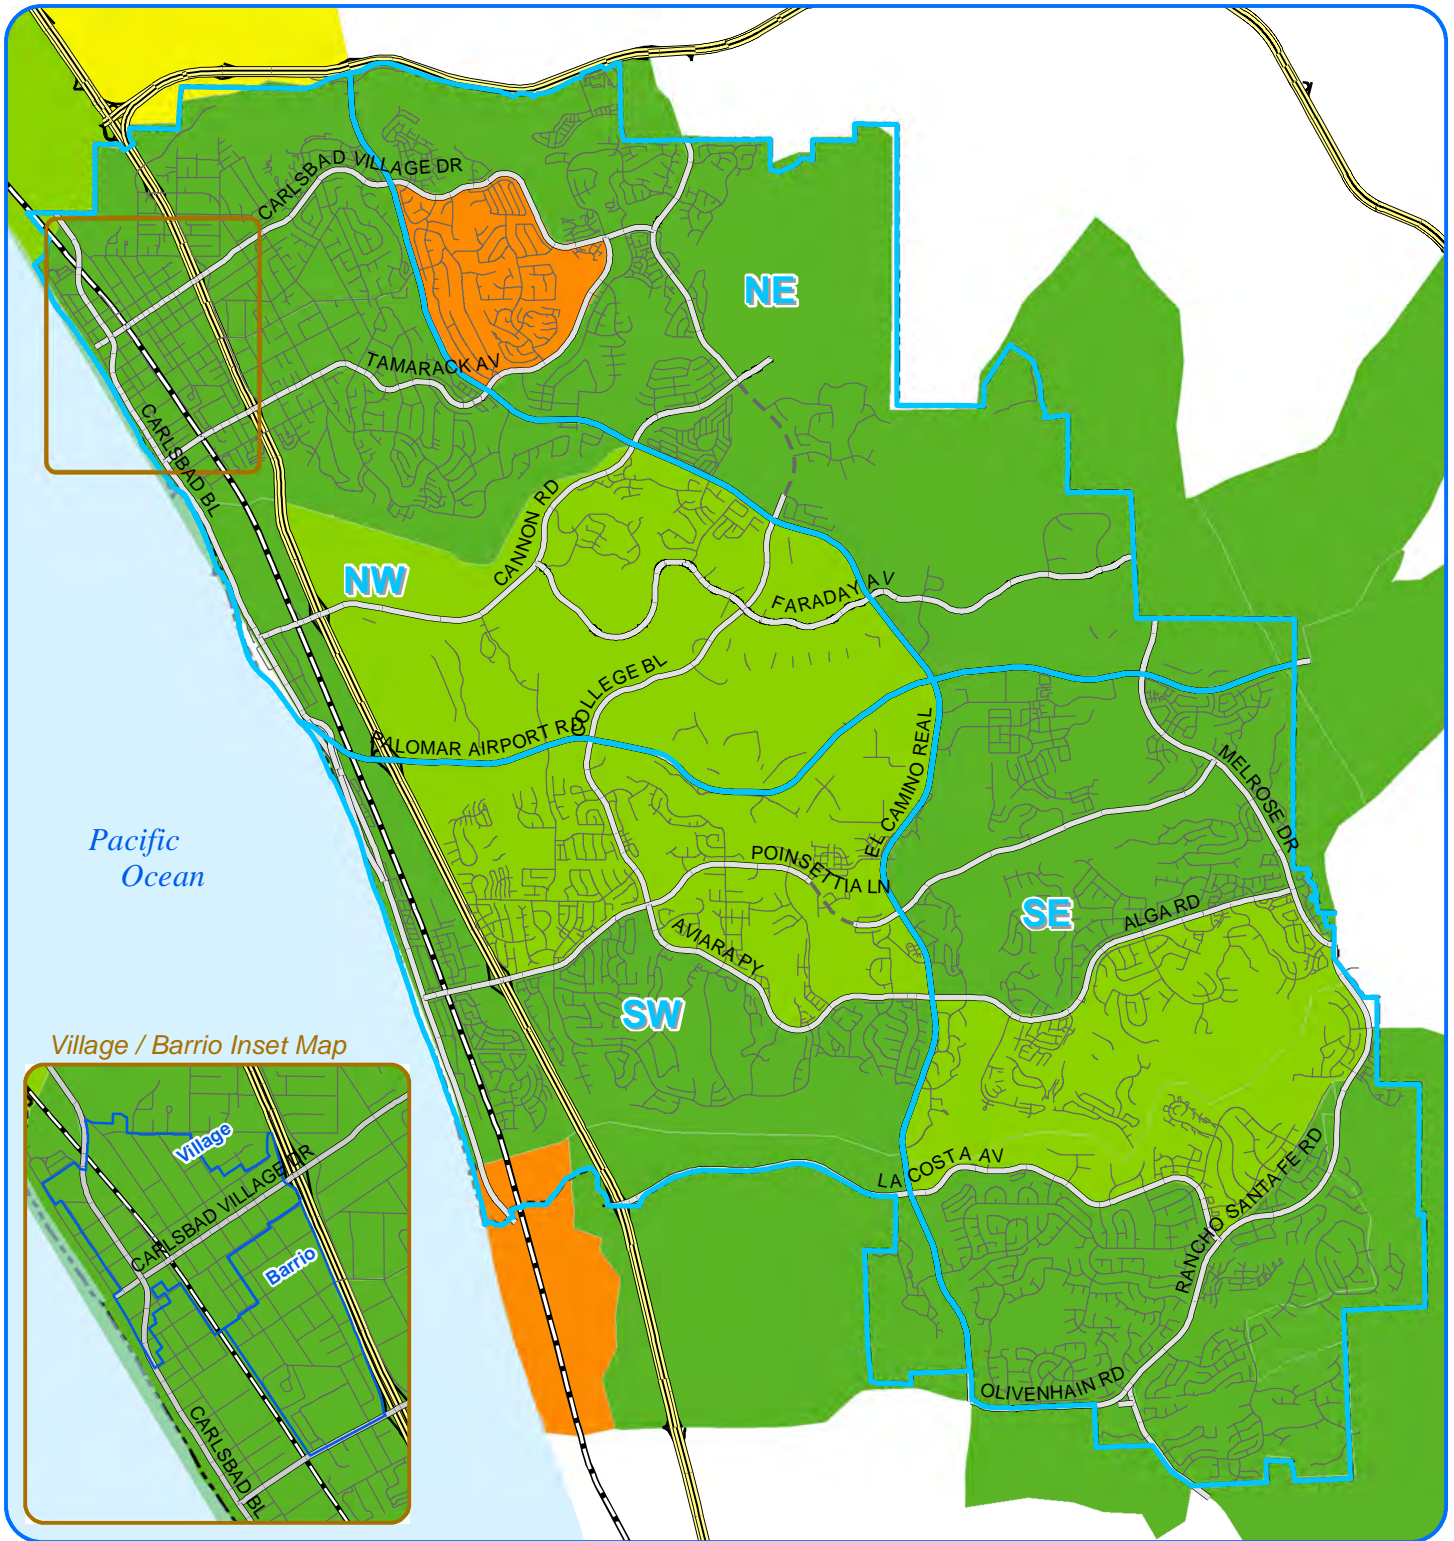 CARLSBAD VILLAGE DR
NE
TAMARACK AV
CARLSBAD BL
CANNON RD
NW
FARADAY AV
COLLEGE BL
PALOMAR AIRPORT RD
EL CAMINO REAL
MELROSE DR
Pacific
Ocean
POINSETTIA LN
SE
ALGA RD
AVIARA PY
SW
Village / Barrio Inset Map
Village
CARLSBAD VILLAGE DR
Barrio
CARLSBAD BL
LA COSTA AV
RANCHO SANTA FE RD
OLIVENHAIN RD